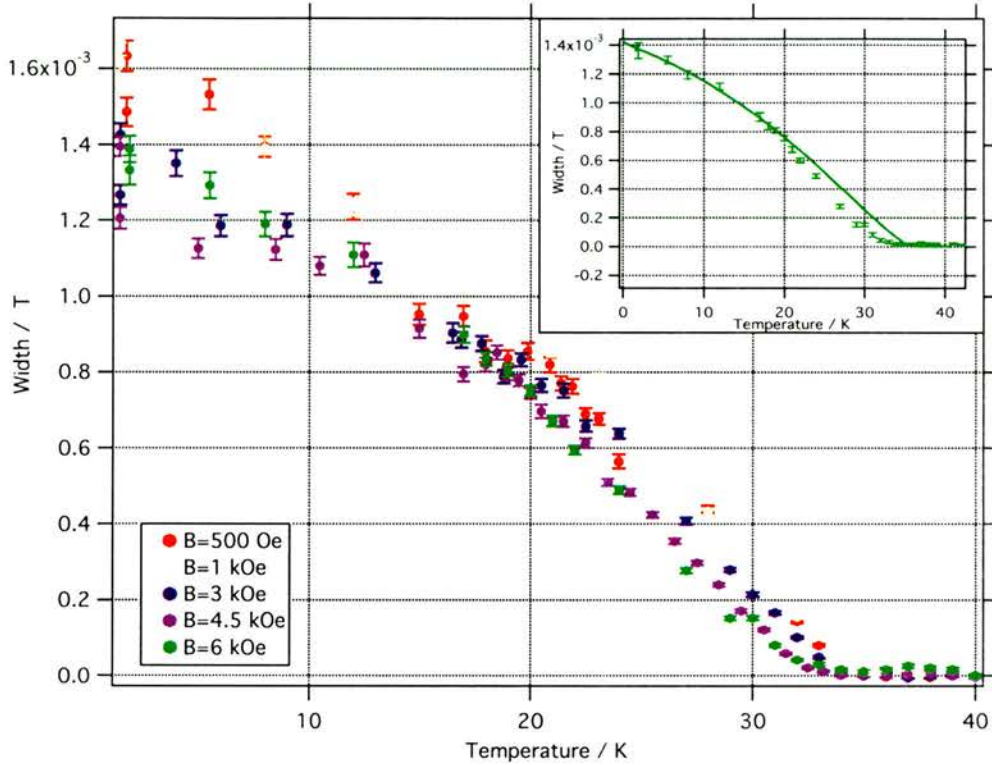 1.6x10⁻³
1.4
1.2
1.0
0.8
0.6
0.4
0.2
0.0
Width / T
10
20
30
40
Temperature / K
B=500 Oe
B=1 kOe
B=3 kOe
B=4.5 kOe
B=6 kOe
1.4x10⁻³
1.2
1.0
0.8
0.6
0.4
0.2
0.0
-0.2
Width / T
0
10
20
30
40
Temperature / K